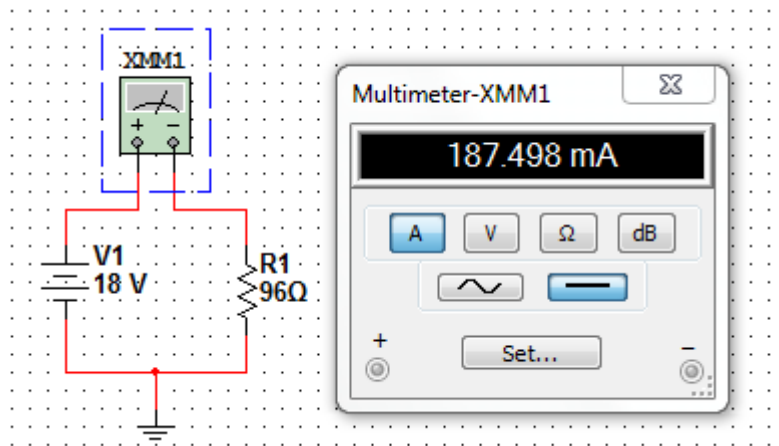 XMM1
+ −
V1
18 V
R1
96Ω
Multimeter-XMM1
187.498 mA
A V Ω dB
+ −
Set...